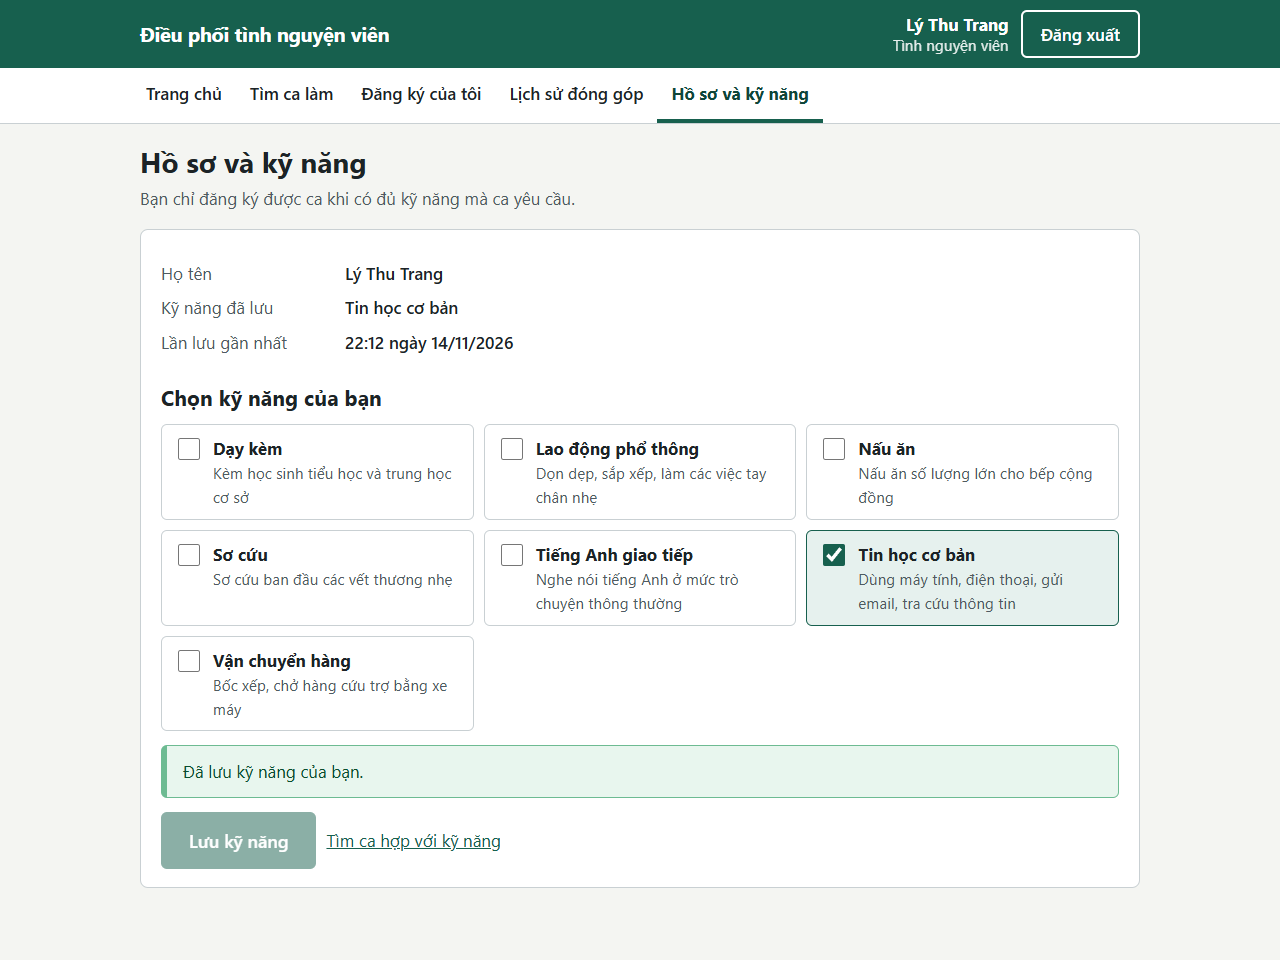 Điều phối tình nguyện viên
Lý Thu Trang
Tình nguyện viên
Đăng xuất
Trang chủ
Tìm ca làm
Đăng ký của tôi
Lịch sử đóng góp
Hồ sơ và kỹ năng
Hồ sơ và kỹ năng
Bạn chỉ đăng ký được ca khi có đủ kỹ năng mà ca yêu cầu.
Họ tên
Lý Thu Trang
Kỹ năng đã lưu
Tin học cơ bản
Lần lưu gần nhất
22:12 ngày 14/11/2026
Chọn kỹ năng của bạn
Dạy kèm
Kèm học sinh tiểu học và trung học
cơ sở
Lao động phổ thông
Dọn dẹp, sắp xếp, làm các việc tay
chân nhẹ
Nấu ăn
Nấu ăn số lượng lớn cho bếp cộng
đồng
Sơ cứu
Sơ cứu ban đầu các vết thương nhẹ
Tiếng Anh giao tiếp
Nghe nói tiếng Anh ở mức trò
chuyện thông thường
Tin học cơ bản
Dùng máy tính, điện thoại, gửi
email, tra cứu thông tin
Vận chuyển hàng
Bốc xếp, chở hàng cứu trợ bằng xe
máy
Đã lưu kỹ năng của bạn.
Lưu kỹ năng
Tìm ca hợp với kỹ năng